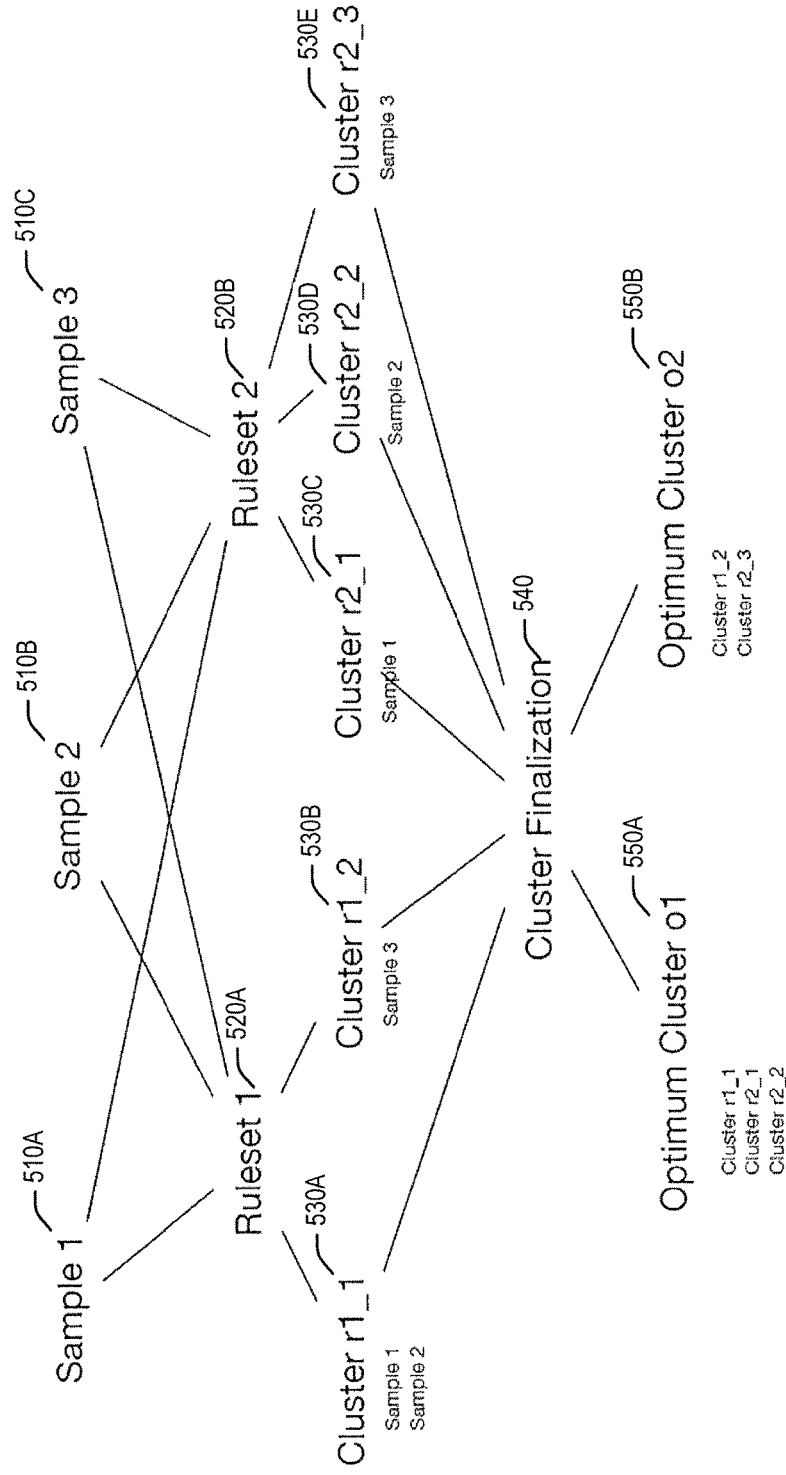 510A
510B
510C
Sample 1
Sample 2
Sample 3
520A
520B
Ruleset 1
Ruleset 2
530A
530B
530C
530D
530E
Cluster r1_1
Cluster r1_2
Cluster r2_1
Cluster r2_2
Cluster r2_3
Sample 1
Sample 2
Sample 3
Sample 1
Sample 2
Sample 3
540
Cluster Finalization
550A
550B
Optimum Cluster o1
Optimum Cluster o2
Cluster r1_1
Cluster r2_1
Cluster r2_2
Cluster r1_2
Cluster r2_3